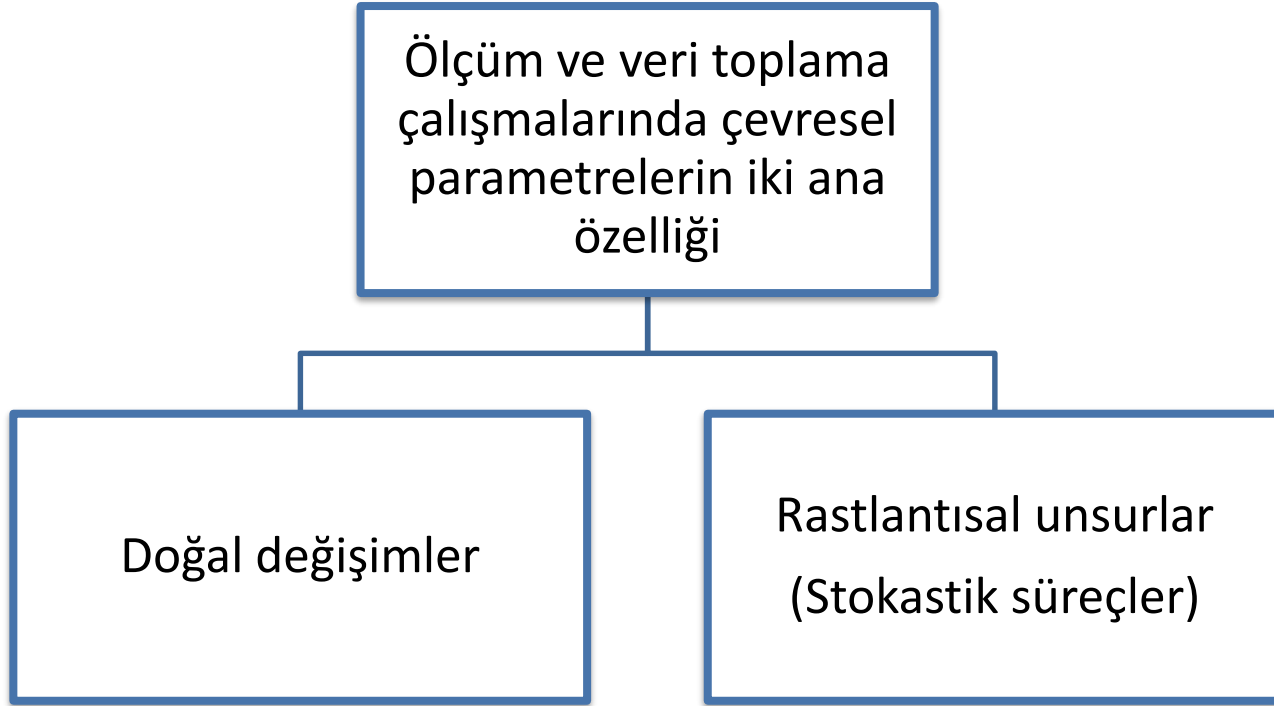 Ölçüm ve veri toplama
çalışmalarında çevresel
parametrelerin iki ana
özelliği
Doğal değişimler
Rastlantısal unsurlar
(Stokastik süreçler)